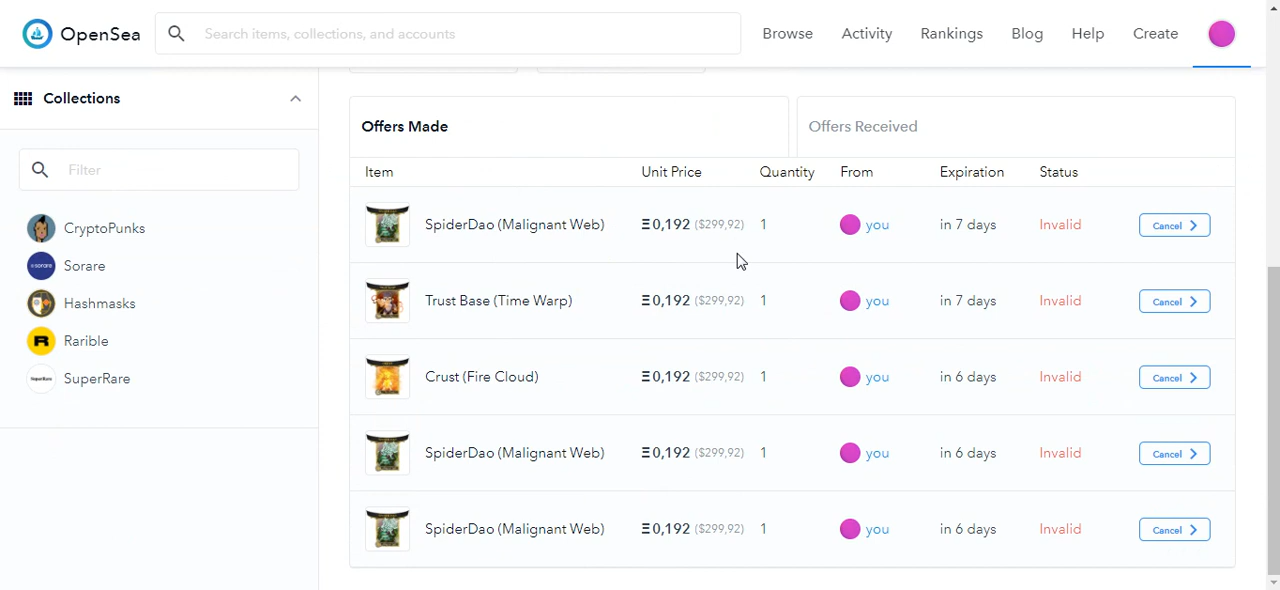 OpenSea
Search items, collections, and accounts
Browse Activity Rankings Blog Help Create
Collections
Filter
CryptoPunks
Sorare
Hashmasks
Rarible
SuperRare
Offers Made Offers Received
Item Unit Price Quantity From Expiration Status
SpiderDao (Malignant Web) Ξ0,192 ($299,92) 1 you in 7 days Invalid Cancel
Trust Base (Time Warp) Ξ0,192 ($299,92) 1 you in 7 days Invalid Cancel
Crust (Fire Cloud) Ξ0,192 ($299,92) 1 you in 6 days Invalid Cancel
SpiderDao (Malignant Web) Ξ0,192 ($299,92) 1 you in 6 days Invalid Cancel
SpiderDao (Malignant Web) Ξ0,192 ($299,92) 1 you in 6 days Invalid Cancel